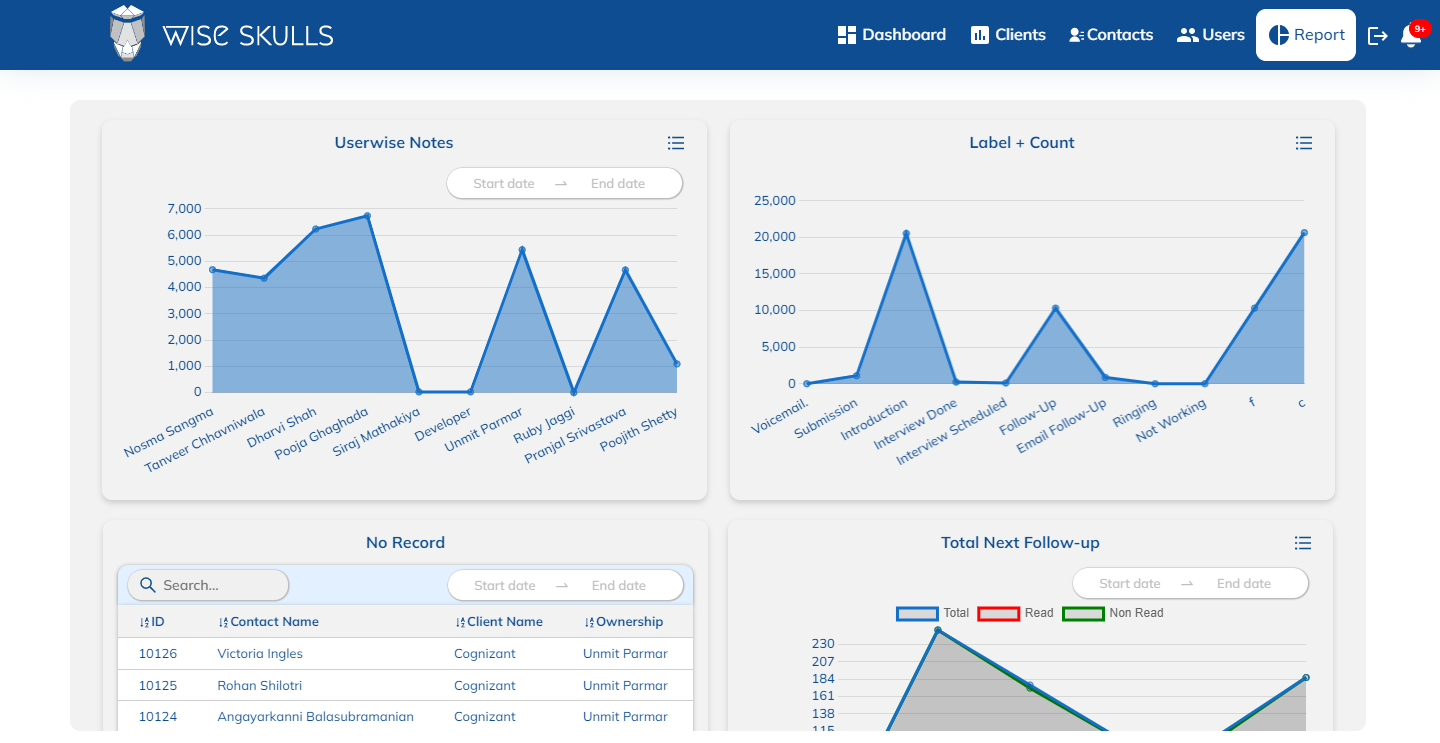 WISE SKULLS
Dashboard
Clients
Contacts
Users
Report
9+
Userwise Notes
Start date → End date
7,000
6,000
5,000
4,000
3,000
2,000
1,000
0
Nosma Sangama
Tanveer Chhavniwala
Dharvi Shah
Pooja Ghaghada
Siraj Mathakiya
Developer
Unmit Parmar
Ruby Jaggi
Pranjal Srivastava
Poojith Shetty
Label + Count
25,000
20,000
15,000
10,000
5,000
0
Voicemail.
Submission
Introduction
Interview Done
Interview Scheduled
Follow-Up
Email Follow-Up
Ringing
Not Working
f
c
No Record
Search...
Start date → End date
ID Contact Name Client Name Ownership
10126 Victoria Ingles Cognizant Unmit Parmar
10125 Rohan Shilotri Cognizant Unmit Parmar
10124 Angayarkanni Balasubramanian Cognizant Unmit Parmar
Total Next Follow-up
Start date → End date
Total Read Non Read
230
207
184
161
138
115